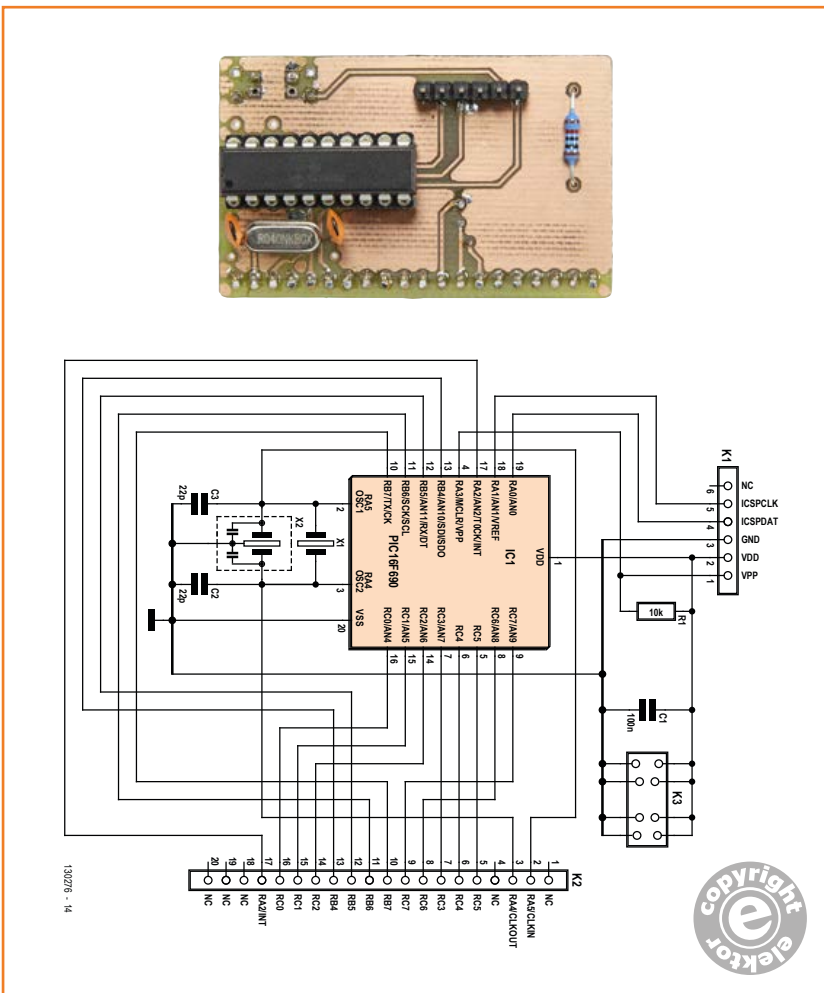 K1
NC
6
ICSPCLK
5
ICSPDAT
4
GND
3
VDD
2
VPP
1
10k
R1
C1
100n
K3
IC1
PIC16F690
VDD
1
19
RA0/AN0
18
RA1/AN1/VREF
17
RA2/AN2/T0CK/INT
4
RA3/MCLR/VPP
13
RB4/AN10/SDI/SDO
12
RB5/AN11/RX/DT
11
RB6/SCK/SCL
10
RB7/TX/CK
RC7/AN9
9
RC6/AN8
8
RC5
5
RC4
6
RC3/AN7
7
RC2/AN6
14
RC1/AN5
15
RC0/AN4
16
RA5
OSC1
2
RA4
OSC2
3
VSS
20
C3
22p
X2
X1
C2
22p
K2
1
NC
2
RA5/CLKIN
3
RA4/CLKOUT
4
NC
5
RC5
6
RC4
7
RC3
8
RC6
9
RC7
10
RB7
11
RB6
12
RB5
13
RB4
14
RC2
15
RC1
16
RC0
17
RA2/INT
18
NC
19
NC
20
NC
130276 - 14
copyright
e
elektor